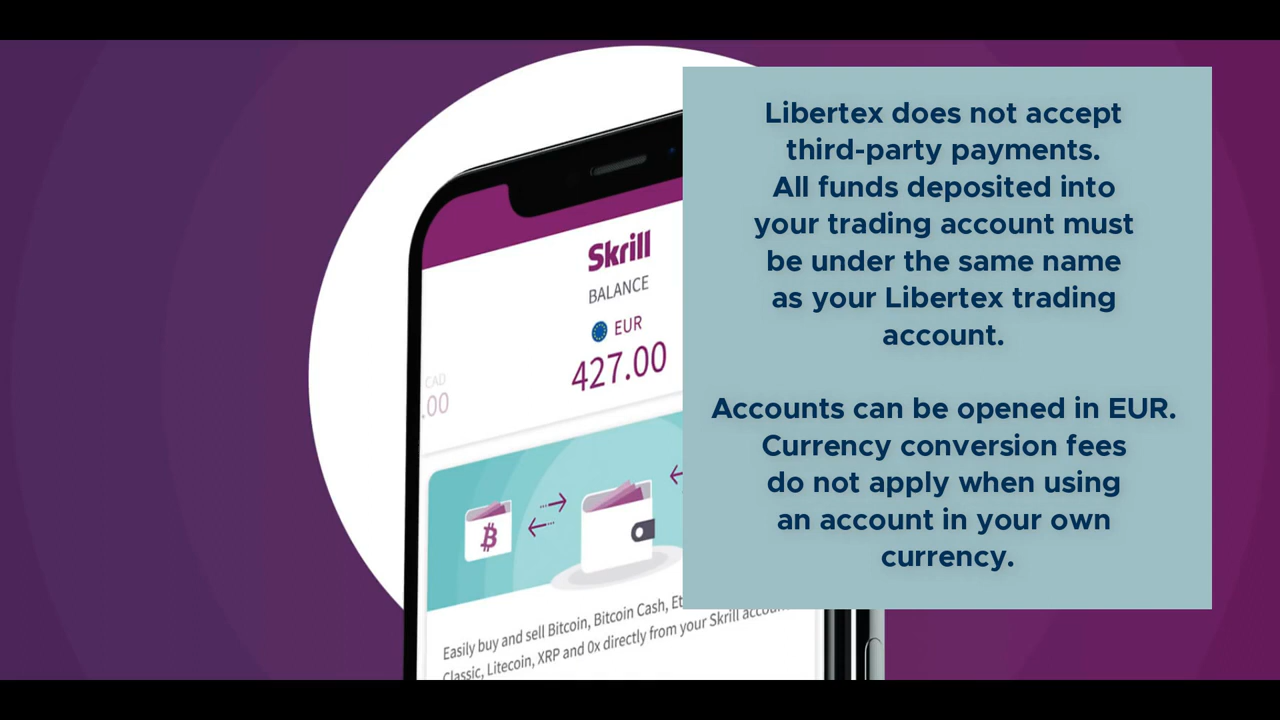 Libertex does not accept
third-party payments.
All funds deposited into
your trading account must
be under the same name
as your Libertex trading
account.
Accounts can be opened in EUR.
Currency conversion fees
do not apply when using
an account in your own
currency.
Skrill
BALANCE
EUR
427.00
CAD
.00
Easily buy and sell Bitcoin, Bitcoin Cash,
Classic, Litecoin, XRP and 0x directly from your Skrill